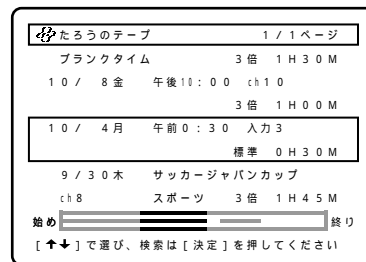 たろうのテープ 1/1ページ
ブランクタイム 3倍 1H30M
10/ 8金 午後10:00 ch10
3倍 1H00M
10/ 4月 午前0:30 入力3
標準 0H30M
9/30木 サッカージャパンカップ
ch8 スポーツ 3倍 1H45M
始め 終り
[↑↓]で選び、検索は[決定]を押してください